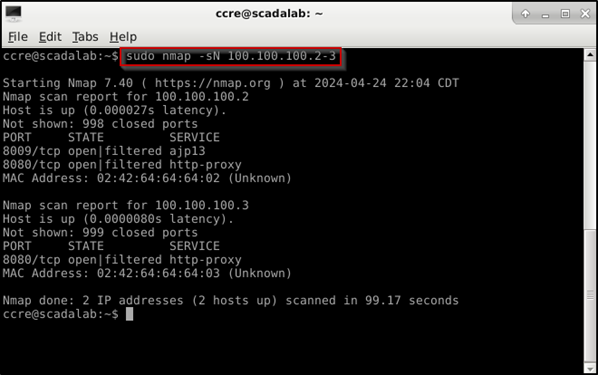 ccre@scadalab: ~
File Edit Tabs Help
ccre@scadalab:~$ sudo nmap -sN 100.100.100.2-3
Starting Nmap 7.40 ( https://nmap.org ) at 2024-04-24 22:04 CDT
Nmap scan report for 100.100.100.2
Host is up (0.000027s latency).
Not shown: 998 closed ports
PORT     STATE         SERVICE
8009/tcp open|filtered ajp13
8080/tcp open|filtered http-proxy
MAC Address: 02:42:64:64:64:02 (Unknown)
Nmap scan report for 100.100.100.3
Host is up (0.0000080s latency).
Not shown: 999 closed ports
PORT     STATE         SERVICE
8080/tcp open|filtered http-proxy
MAC Address: 02:42:64:64:64:03 (Unknown)
Nmap done: 2 IP addresses (2 hosts up) scanned in 99.17 seconds
ccre@scadalab:~$